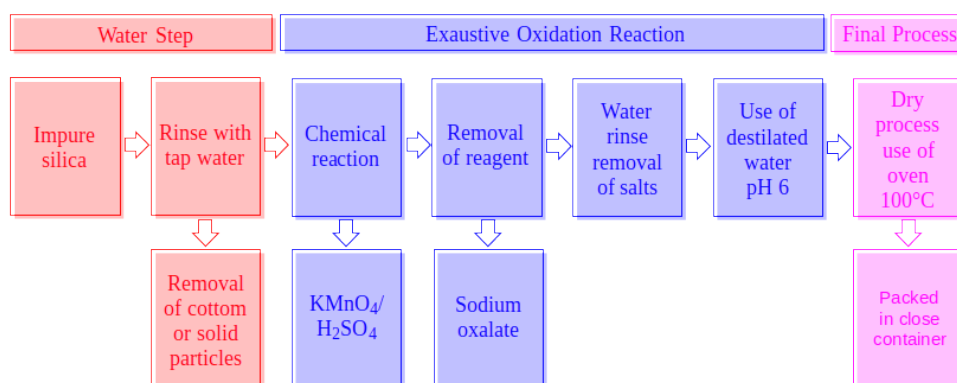 Water Step
Exaustive Oxidation Reaction
Final Process
Impure
silica
Rinse with
tap water
Chemical
reaction
Removal
of reagent
Water
rinse
removal
of salts
Use of
destilated
water
pH 6
Dry
process
use of
oven
100°C
Removal
of cottom
or solid
particles
KMnO₄/
H₂SO₄
Sodium
oxalate
Packed
in close
container